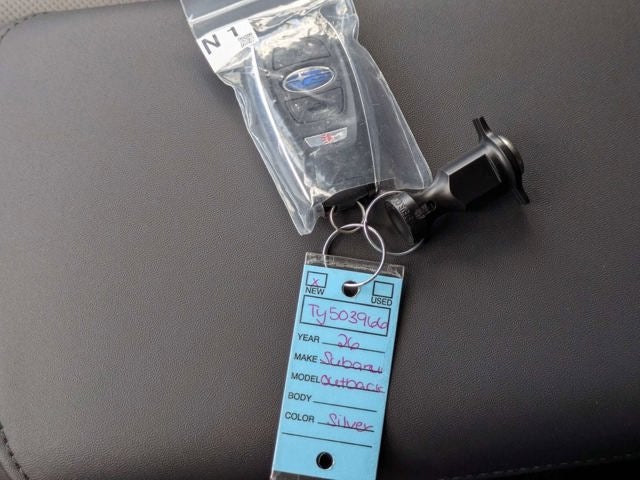 N 1
X
NEW
USED
Ty503966
YEAR 26
MAKE Subaru
MODEL Outback
BODY
COLOR Silver